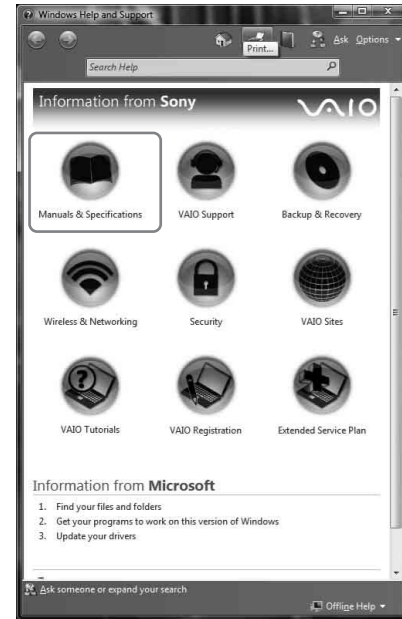 Windows Help and Support
Ask Options
Print...
Search Help
Information from Sony VAIO
Manuals & Specifications VAIO Support Backup & Recovery
Wireless & Networking Security VAIO Sites
VAIO Tutorials VAIO Registration Extended Service Plan
Information from Microsoft
1. Find your files and folders
2. Get your programs to work on this version of Windows
3. Update your drivers
Ask someone or expand your search
Offline Help